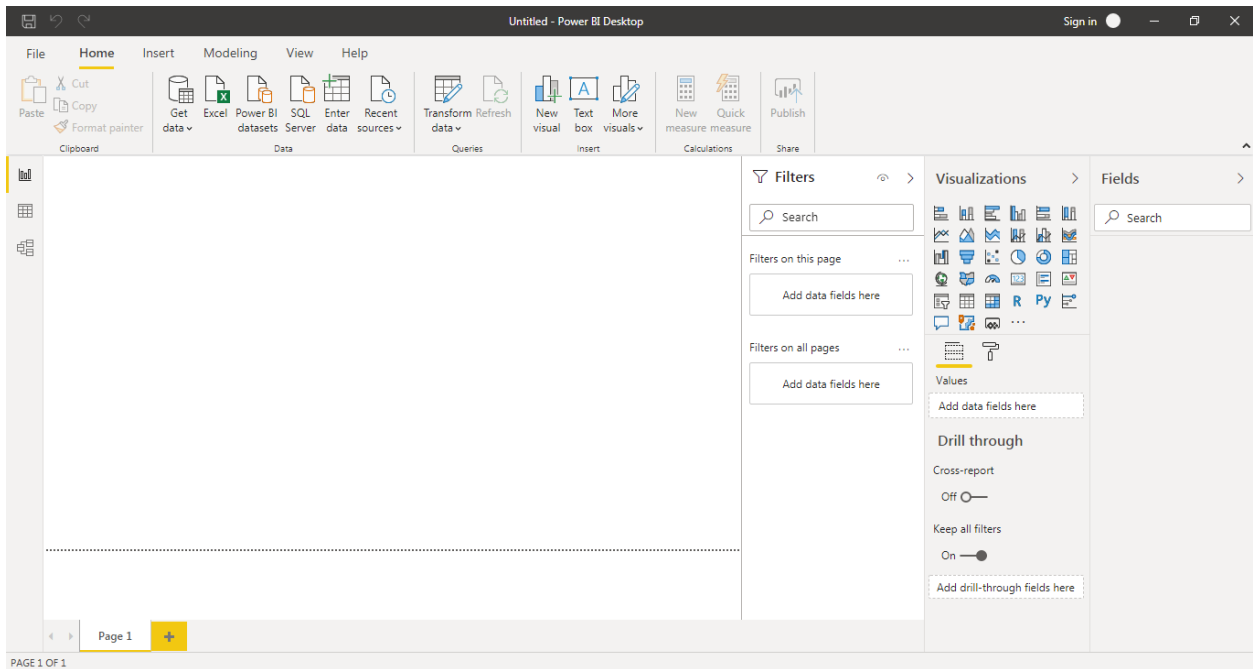 Untitled - Power BI Desktop
Sign in
File Home Insert Modeling View Help
Paste
Cut
Copy
Format painter
Clipboard
Get data
Excel
Power BI datasets
SQL Server
Enter data
Recent sources
Data
Transform data
Refresh
Queries
New visual
Text box
More visuals
Insert
New measure
Quick measure
Calculations
Publish
Share
Filters
Search
Filters on this page
Add data fields here
Filters on all pages
Add data fields here
Visualizations
123
R Py
Values
Add data fields here
Drill through
Cross-report
Off
Keep all filters
On
Add drill-through fields here
Fields
Search
Page 1
PAGE 1 OF 1